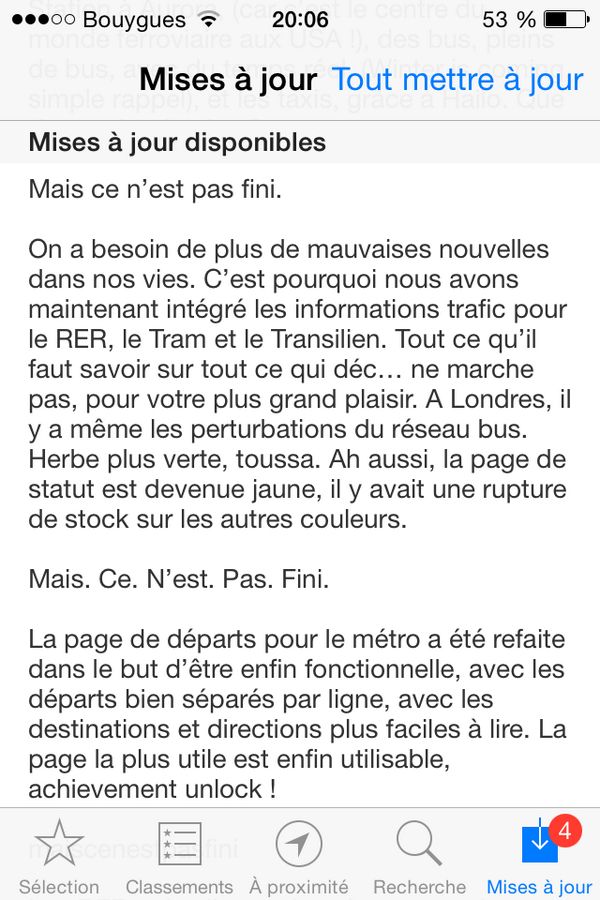 Bouygues 20:06 53 %
Station à Aurora, (car c'est le centre du
monde ferroviaire aux USA !), des bus, pleins
de bus, avec du temps réel. (Winter is coming
simple rappel), et les taxis, grâce à Hailo. Que
Mises à jour Tout mettre à jour
Mises à jour disponibles
Mais ce n’est pas fini.
On a besoin de plus de mauvaises nouvelles
dans nos vies. C’est pourquoi nous avons
maintenant intégré les informations trafic pour
le RER, le Tram et le Transilien. Tout ce qu’il
faut savoir sur tout ce qui déc… ne marche
pas, pour votre plus grand plaisir. A Londres, il
y a même les perturbations du réseau bus.
Herbe plus verte, toussa. Ah aussi, la page de
statut est devenue jaune, il y avait une rupture
de stock sur les autres couleurs.
Mais. Ce. N’est. Pas. Fini.
La page de départs pour le métro a été refaite
dans le but d’être enfin fonctionnelle, avec les
départs bien séparés par ligne, avec les
destinations et directions plus faciles à lire. La
page la plus utile est enfin utilisable,
achievement unlock !
maiscenestpasfini
4
Sélection Classements À proximité Recherche Mises à jour